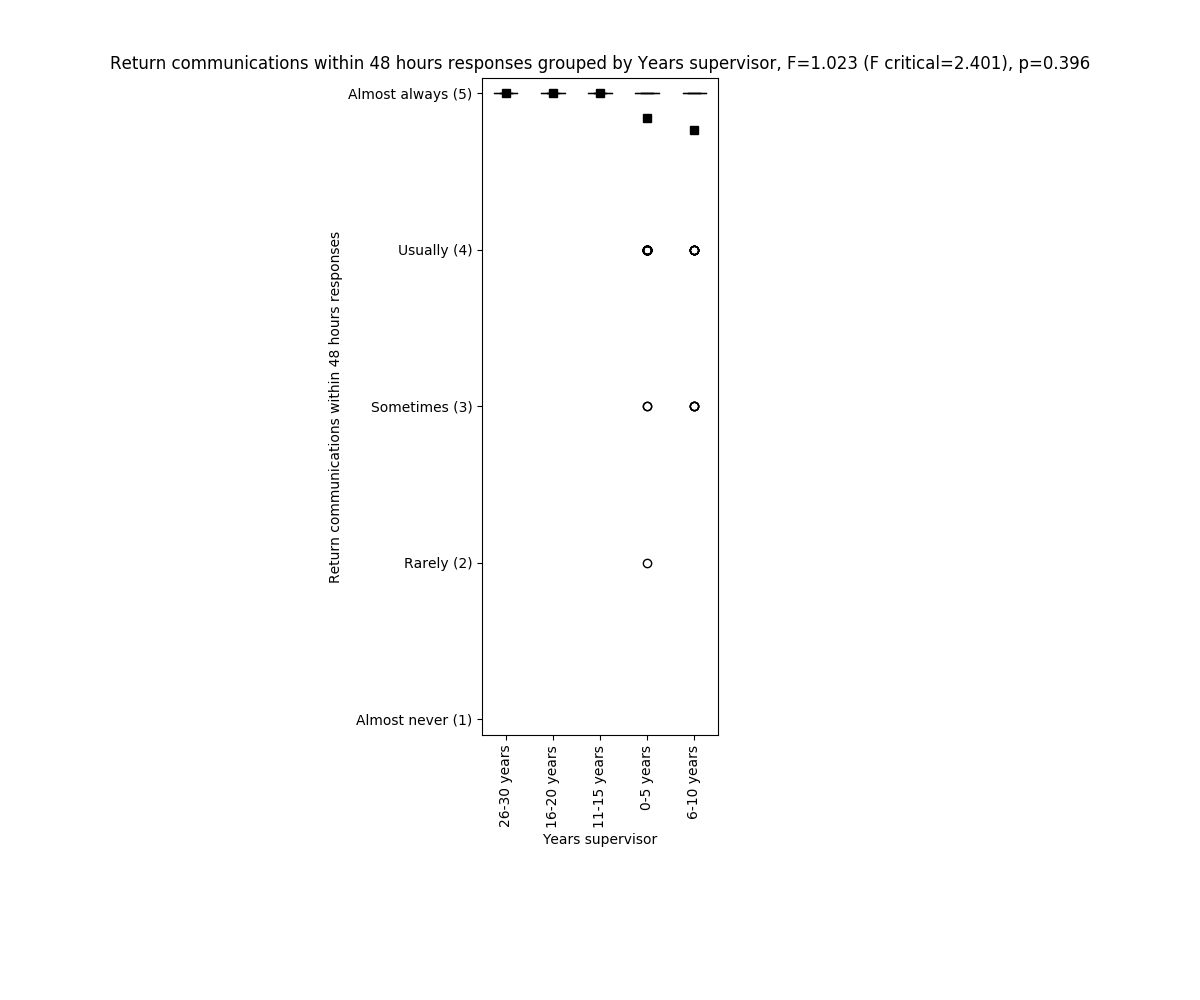 Return communications within 48 hours responses grouped by Years supervisor, F=1.023 (F critical=2.401), p=0.396
Almost always (5)
Usually (4)
Sometimes (3)
Rarely (2)
Almost never (1)
Return communications within 48 hours responses
26-30 years
16-20 years
11-15 years
0-5 years
6-10 years
Years supervisor